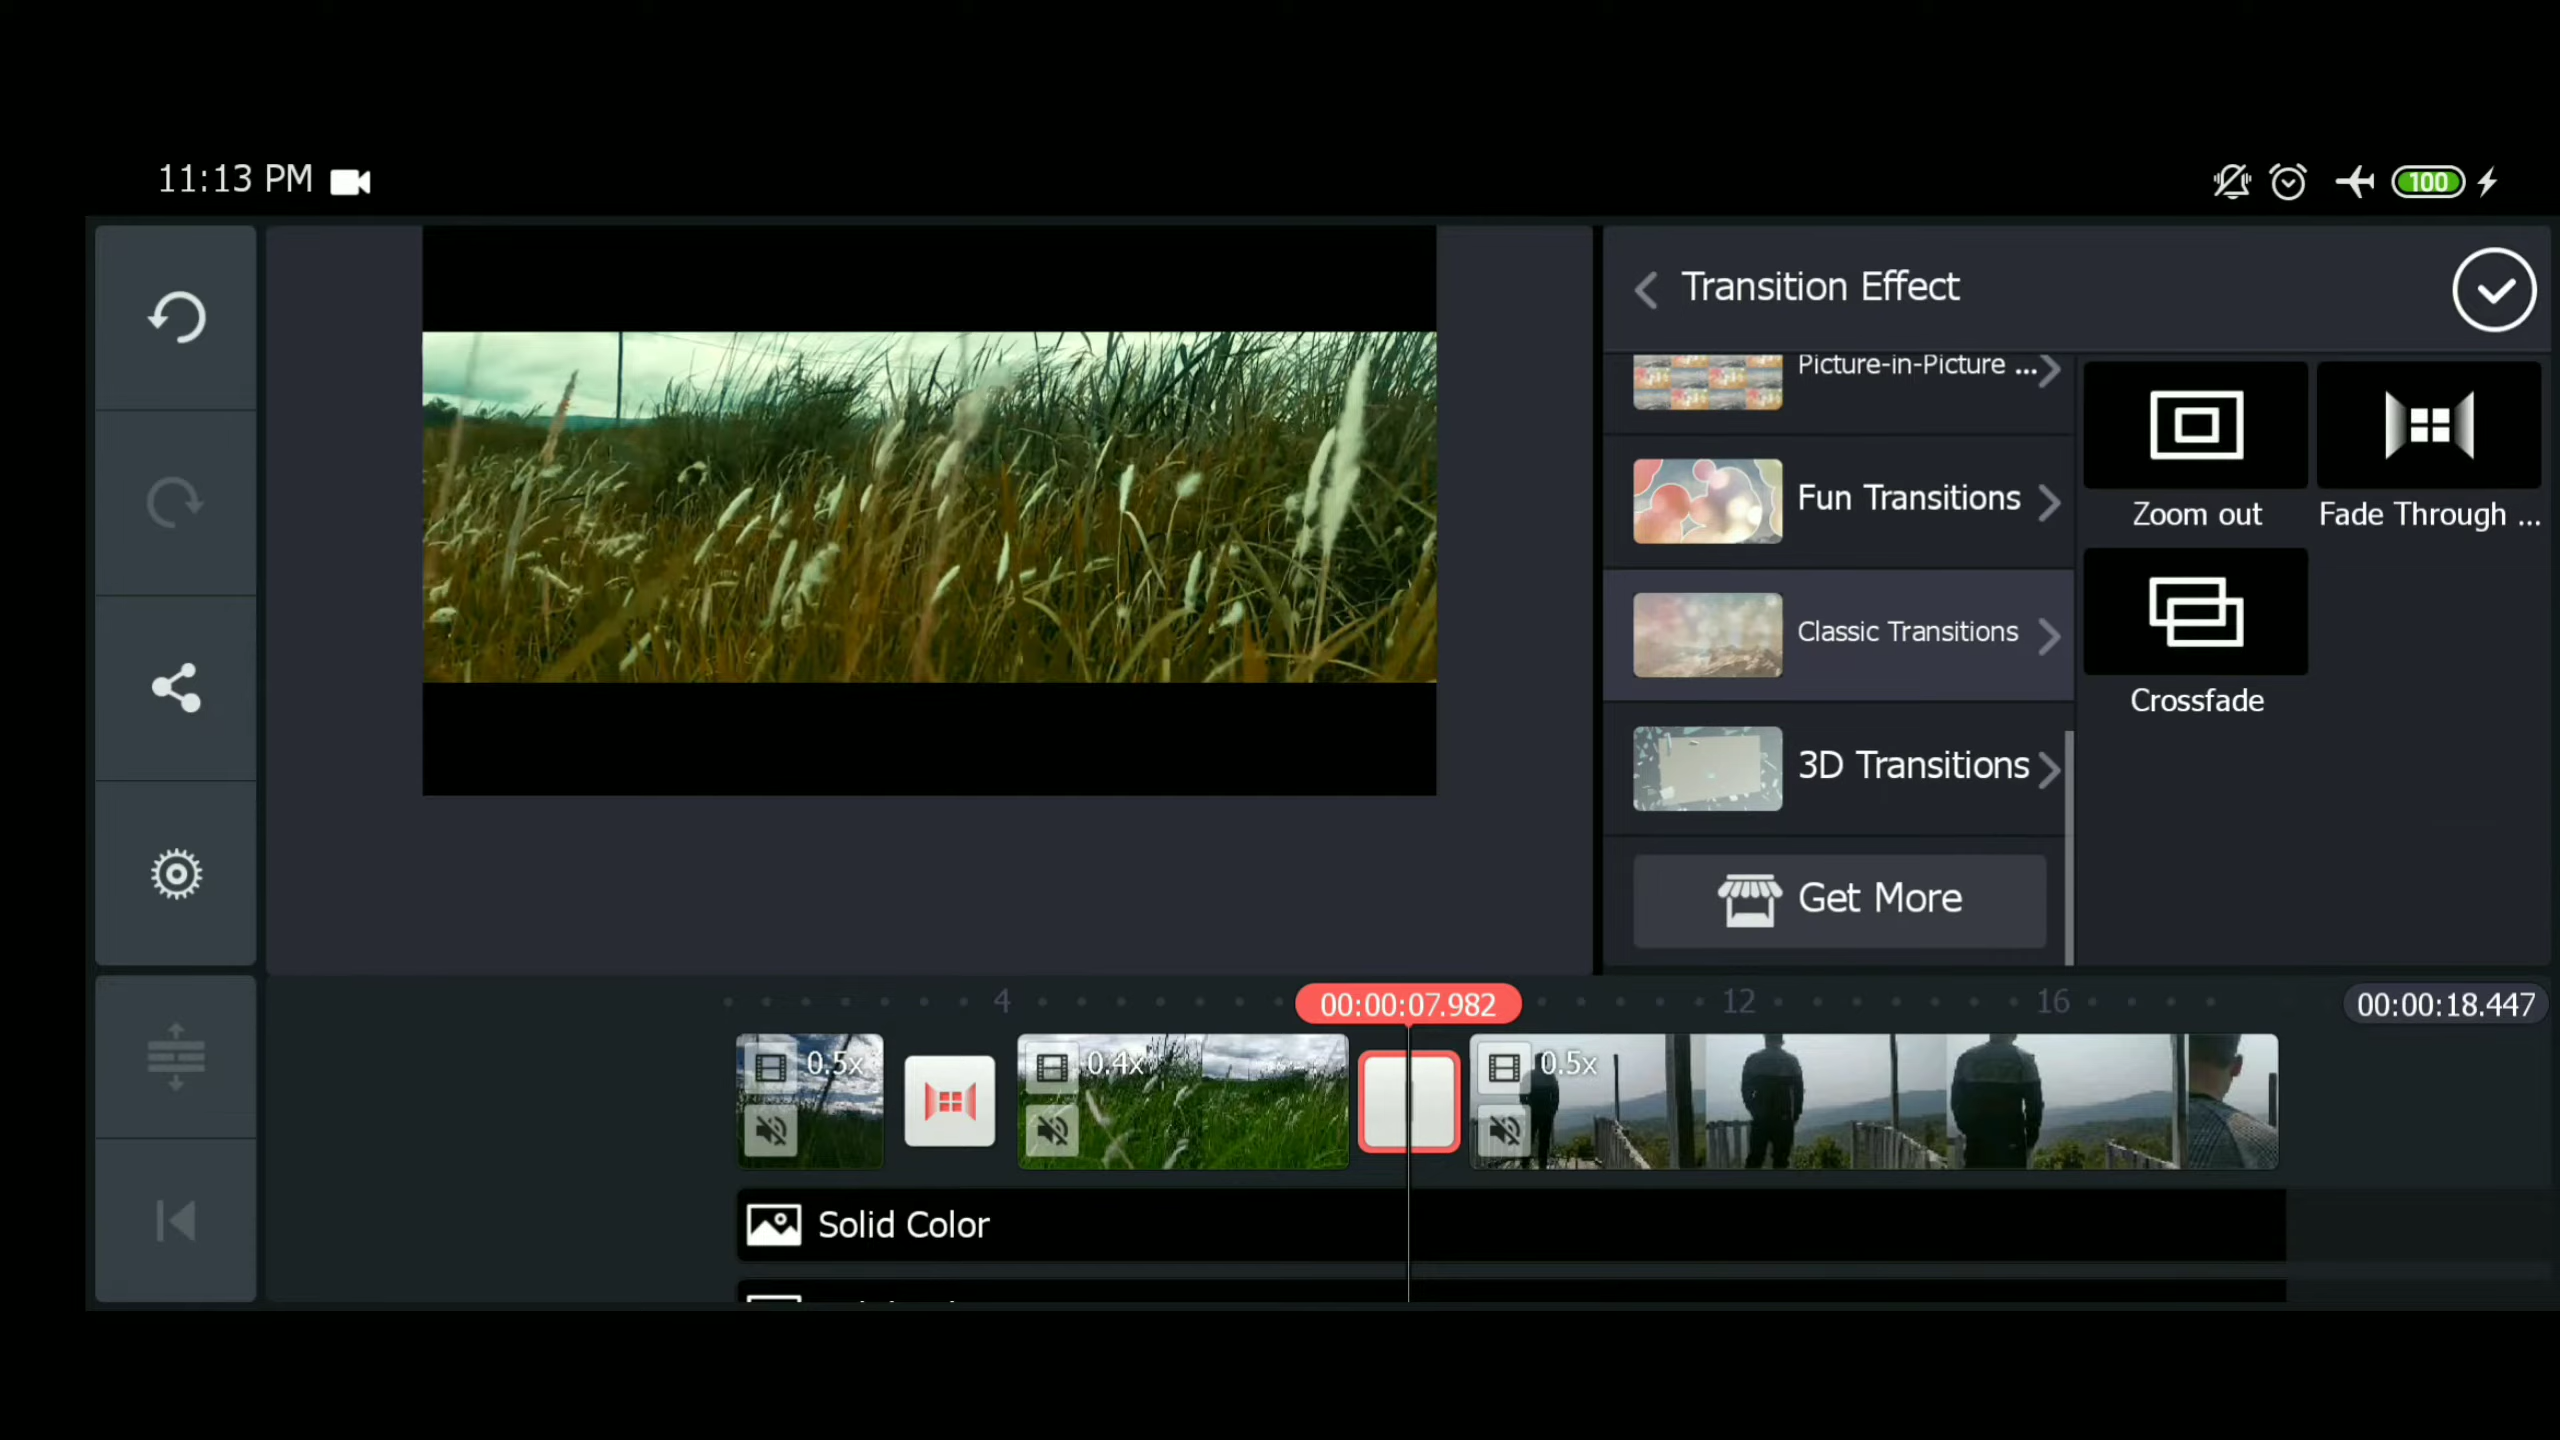 11:13 PM
100
Transition Effect
Picture-in-Picture ...
Fun Transitions
Classic Transitions
3D Transitions
Get More
Zoom out
Fade Through ...
Crossfade
4
00:00:07.982
12
16
00:00:18.447
0.5x
0.4x
0.5x
Solid Color